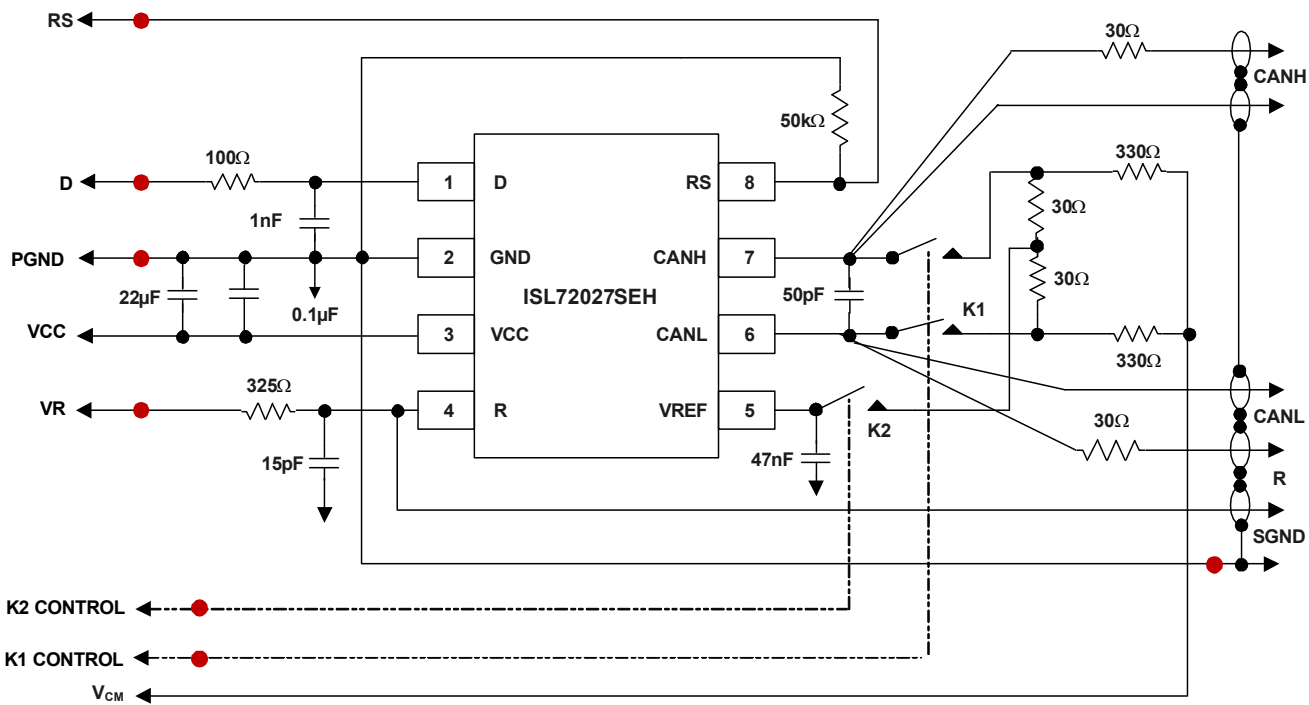 RS
30Ω
CANH
50kΩ
100Ω
330Ω
D
1
D
RS
8
1nF
30Ω
PGND
2
GND
CANH
7
22µF
ISL72027SEH
50pF
30Ω
0.1µF
K1
VCC
3
VCC
CANL
6
330Ω
325Ω
VR
4
R
VREF
5
K2
30Ω
CANL
15pF
47nF
R
SGND
K2 CONTROL
K1 CONTROL
VCM